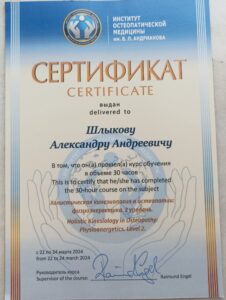 ИНСТИТУТ
ОСТЕОПАТИЧЕСКОЙ
МЕДИЦИНЫ
им. В. Л. АНДРИАНОВА
СЕРТИФИКАТ
CERTIFICATE
выдан
delivered to
Шлыкову
Александру Андреевичу
В том, что он(а) прошел(а) курс обучения
в объеме 30 часов
This is to certify that he/she has completed
the 30-hour course on the subject
Холистическая кинезиология в остеопатии:
физиоэнергетика, 2 уровень.
Holistic Kinesiology in Osteopathy:
Physioenergetics, Level 2.
с 22 по 24 марта 2024
from 22 to 24 march 2024
Руководитель курса
Supervisor of the course
Raimund Engel